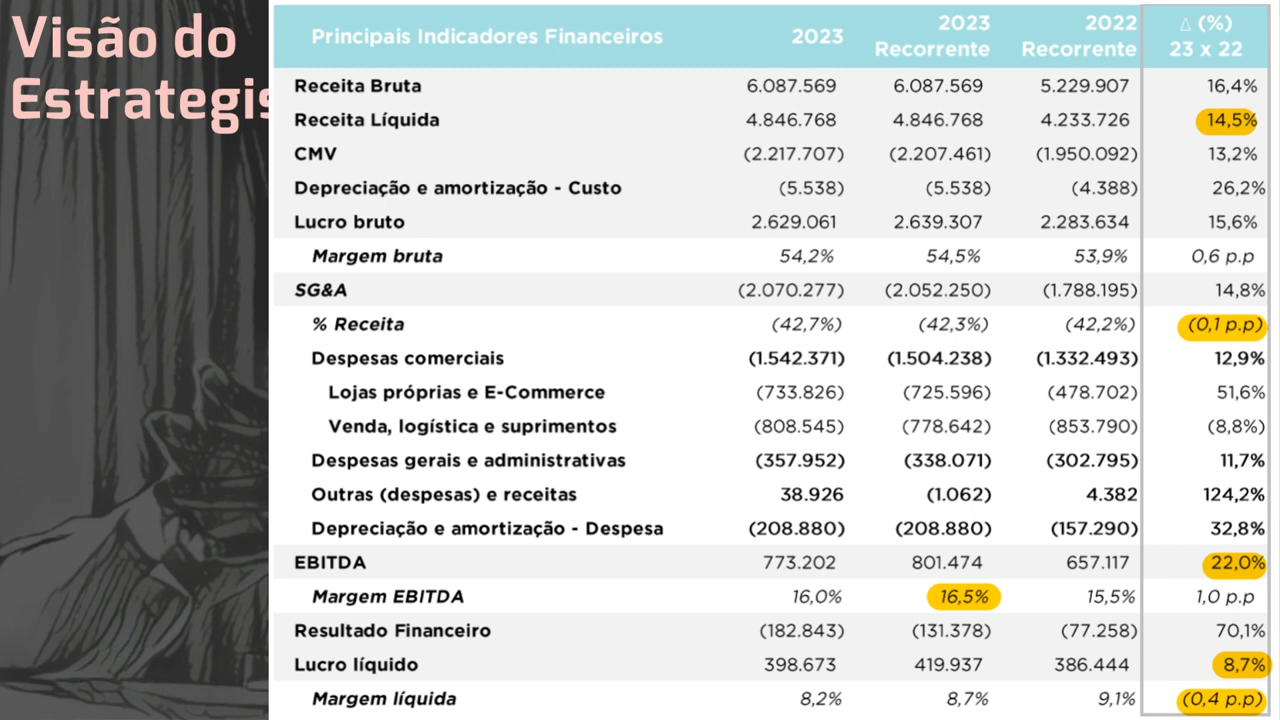 Visão do
Estrategis
Principais Indicadores Financeiros 2023 2023 Recorrente 2022 Recorrente Δ (%) 23 x 22
Receita Bruta 6.087.569 6.087.569 5.229.907 16,4%
Receita Líquida 4.846.768 4.846.768 4.233.726 14,5%
CMV (2.217.707) (2.207.461) (1.950.092) 13,2%
Depreciação e amortização - Custo (5.538) (5.538) (4.388) 26,2%
Lucro bruto 2.629.061 2.639.307 2.283.634 15,6%
Margem bruta 54,2% 54,5% 53,9% 0,6 p.p
SG&A (2.070.277) (2.052.250) (1.788.195) 14,8%
% Receita (42,7%) (42,3%) (42,2%) (0,1 p.p)
Despesas comerciais (1.542.371) (1.504.238) (1.332.493) 12,9%
Lojas próprias e E-Commerce (733.826) (725.596) (478.702) 51,6%
Venda, logística e suprimentos (808.545) (778.642) (853.790) (8,8%)
Despesas gerais e administrativas (357.952) (338.071) (302.795) 11,7%
Outras (despesas) e receitas 38.926 (1.062) 4.382 124,2%
Depreciação e amortização - Despesa (208.880) (208.880) (157.290) 32,8%
EBITDA 773.202 801.474 657.117 22,0%
Margem EBITDA 16,0% 16,5% 15,5% 1,0 p.p
Resultado Financeiro (182.843) (131.378) (77.258) 70,1%
Lucro líquido 398.673 419.937 386.444 8,7%
Margem líquida 8,2% 8,7% 9,1% (0,4 p.p)